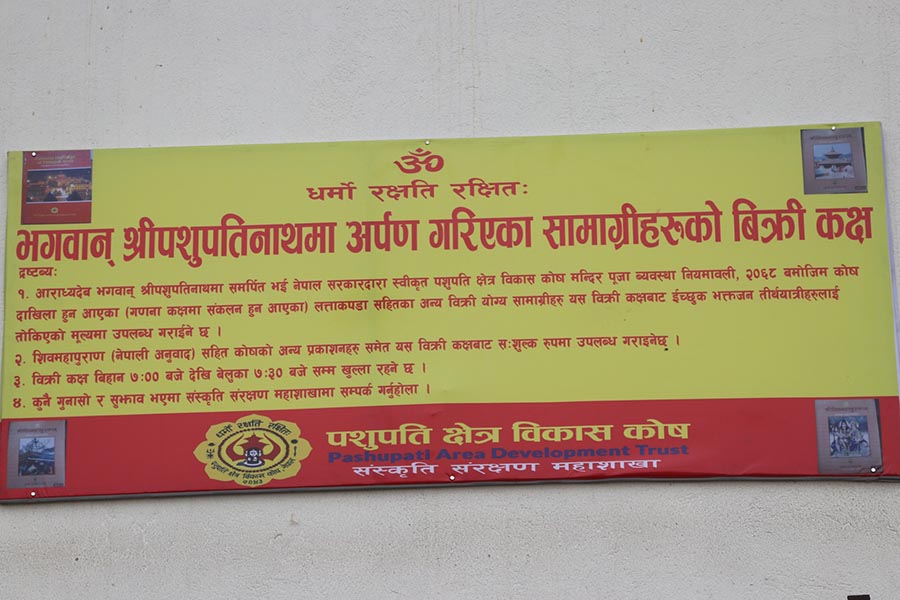 ॐ
धर्मो रक्षति रक्षितः
भगवान् श्रीपशुपतिनाथमा अर्पण गरिएका सामाग्रीहरुको बिक्री कक्ष
द्रष्टब्यः
१. आराध्यदेब भगवान् श्रीपशुपतिनाथमा समर्पित भई नेपाल सरकारद्वारा स्वीकृत पशुपति क्षेत्र विकास कोष मन्दिर पूजा ब्यवस्था नियमावली, २०६८ बमोजिम कोष
दाखिला हुन आएका (गणना कक्षमा संकलन हुन आएका) लत्ताकपडा सहितका अन्य विक्री योग्य सामाग्रीहरु यस विक्री कक्षबाट ईच्छुक भक्तजन तीर्थयात्रीहरुलाई
तोकिएको मूल्यमा उपलब्ध गराईने छ ।
२. शिवमहापुराण (नेपाली अनुवाद) सहित कोषको अन्य प्रकाशनहरु समेत यस विक्री कक्षबाट सःशुल्क रुपमा उपलब्ध गराइनेछ ।
३. विक्री कक्ष बिहान ७:०० बजे देखि बेलुका ७:३० बजे सम्म खुल्ला रहने छ ।
४. कुनै गुनासो र सुझाव भएमा संस्कृति संरक्षण महाशाखामा सम्पर्क गर्नुहोला ।
धर्मो रक्षति रक्षितः
पशुपति क्षेत्र विकास कोष, नेपाल
२०४३
पशुपति क्षेत्र विकास कोष
Pashupati Area Development Trust
संस्कृति संरक्षण महाशाखा